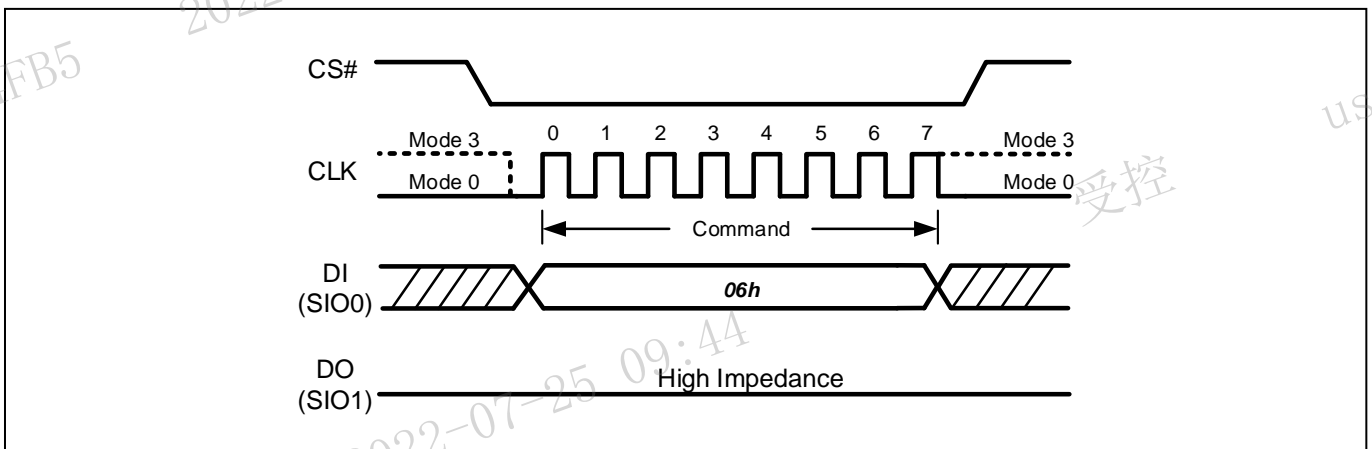 CS#
0 1 2 3 4 5 6 7
Mode 3 Mode 3
CLK
Mode 0 Mode 0
Command
DI
(SIO0)
06h
DO
(SIO1)
High Impedance
FB5
受控
09:44
2022-07-25